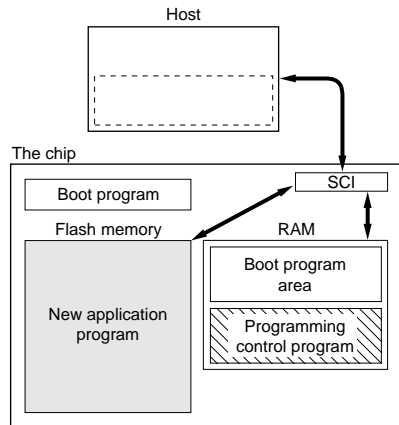 Host
The chip
SCI
Boot program
Flash memory
RAM
Boot program
area
New application
program
Programming
control program